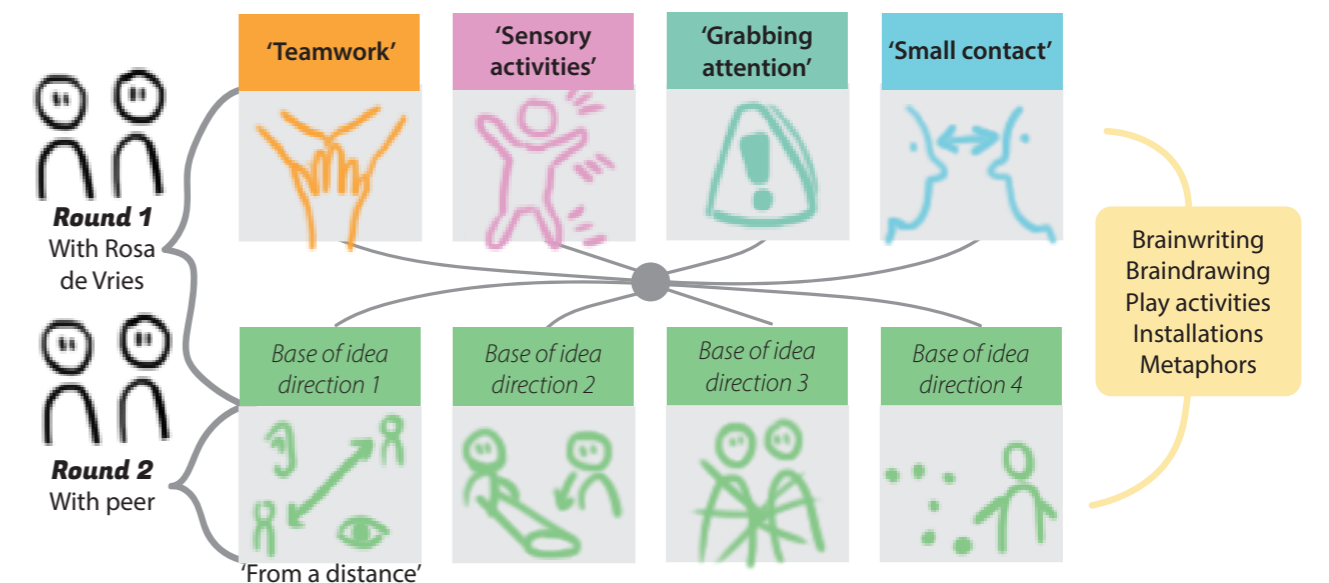 ‘Teamwork’
‘Sensory
activities’
‘Grabbing
attention’
‘Small contact’
Round 1
With Rosa
de Vries
Brainwriting
Braindrawing
Play activities
Installations
Metaphors
Base of idea
direction 1
Base of idea
direction 2
Base of idea
direction 3
Base of idea
direction 4
Round 2
With peer
‘From a distance’